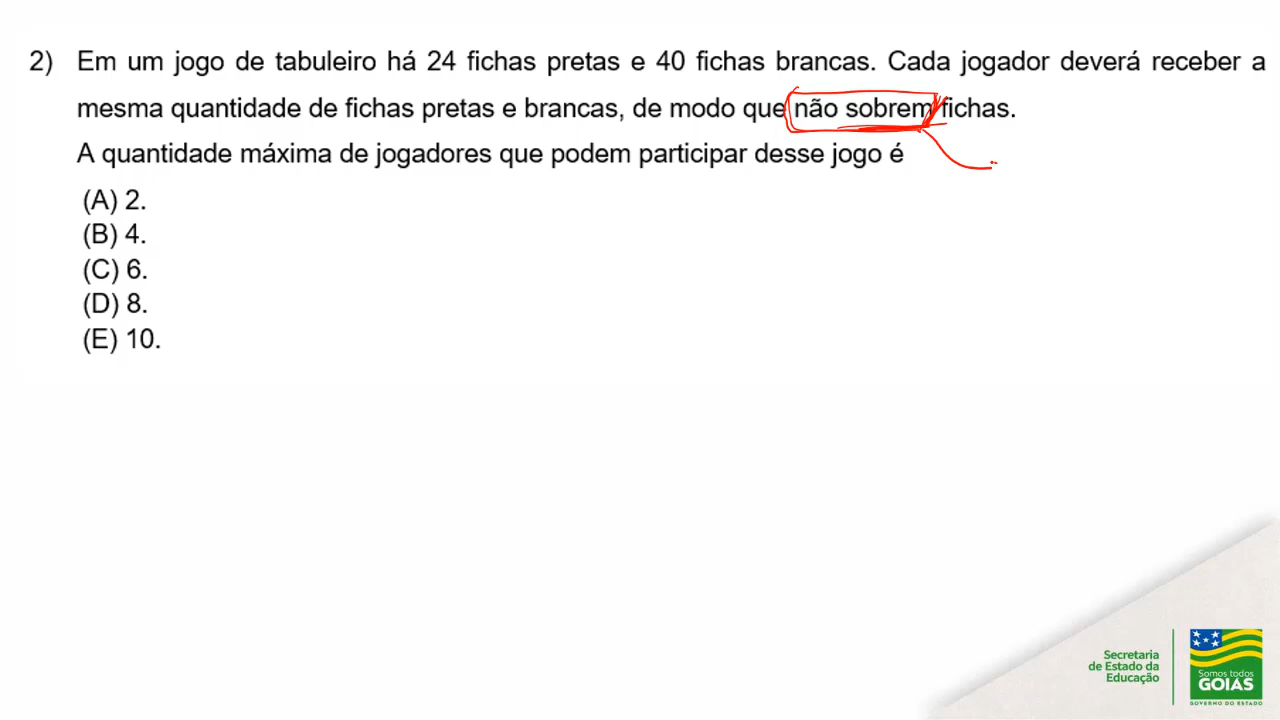 2) Em um jogo de tabuleiro há 24 fichas pretas e 40 fichas brancas. Cada jogador deverá receber a
mesma quantidade de fichas pretas e brancas, de modo que não sobrem fichas.
A quantidade máxima de jogadores que podem participar desse jogo é
(A) 2.
(B) 4.
(C) 6.
(D) 8.
(E) 10.
Secretaria
de Estado da
Educação
Somos todos
GOIÁS
GOVERNO DO ESTADO